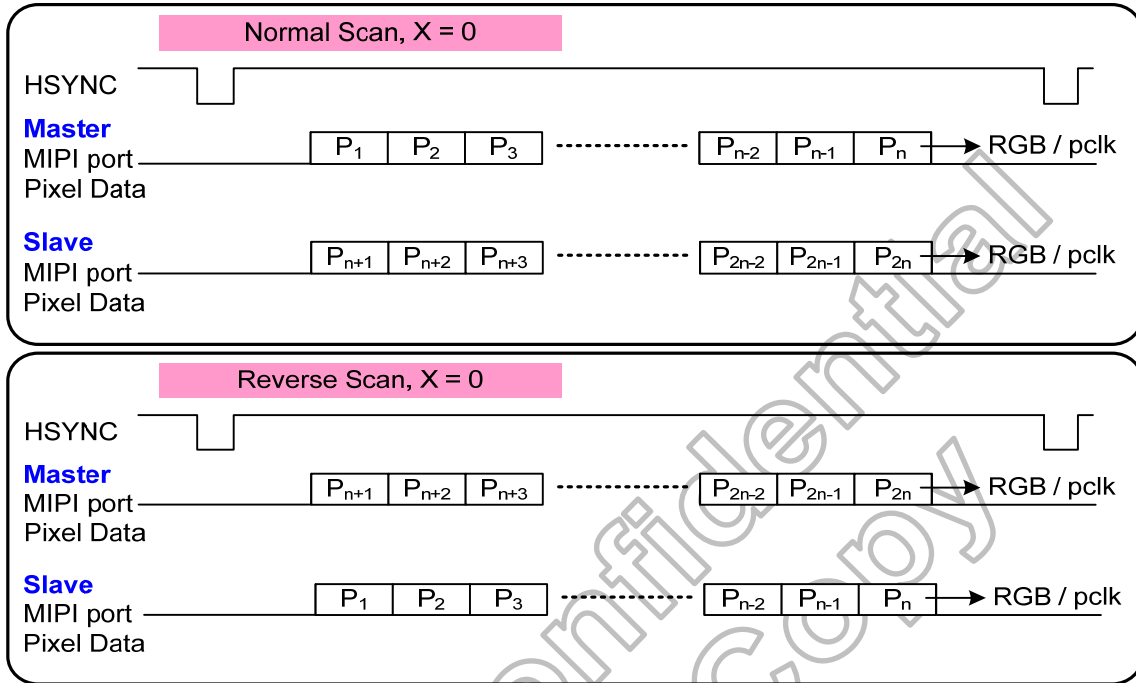 Normal Scan, X = 0
HSYNC
Master
MIPI port
Pixel Data
P1 P2 P3 Pn-2 Pn-1 Pn RGB / pclk
Slave
MIPI port
Pixel Data
Pn+1 Pn+2 Pn+3 P2n-2 P2n-1 P2n RGB / pclk
Reverse Scan, X = 0
HSYNC
Master
MIPI port
Pixel Data
Pn+1 Pn+2 Pn+3 P2n-2 P2n-1 P2n RGB / pclk
Slave
MIPI port
Pixel Data
P1 P2 P3 Pn-2 Pn-1 Pn RGB / pclk
onfidential
Copy